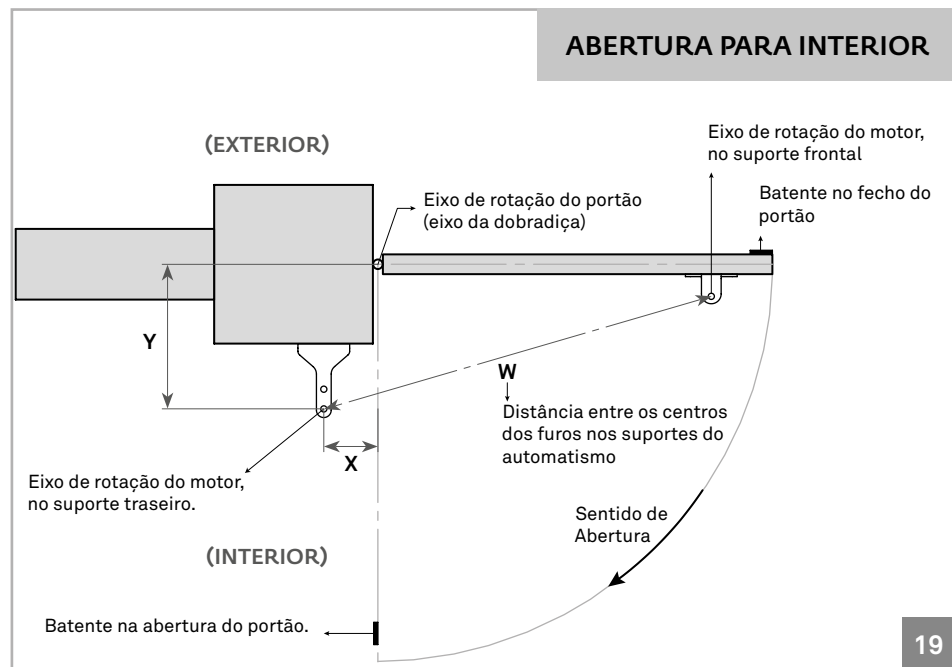 ABERTURA PARA INTERIOR
(EXTERIOR)
Eixo de rotação do motor,
no suporte frontal
Eixo de rotação do portão
(eixo da dobradiça)
Batente no fecho do
portão
Y
W
Distância entre os centros
dos furos nos suportes do
automatismo
X
Eixo de rotação do motor,
no suporte traseiro.
Sentido de
Abertura
(INTERIOR)
Batente na abertura do portão.
19